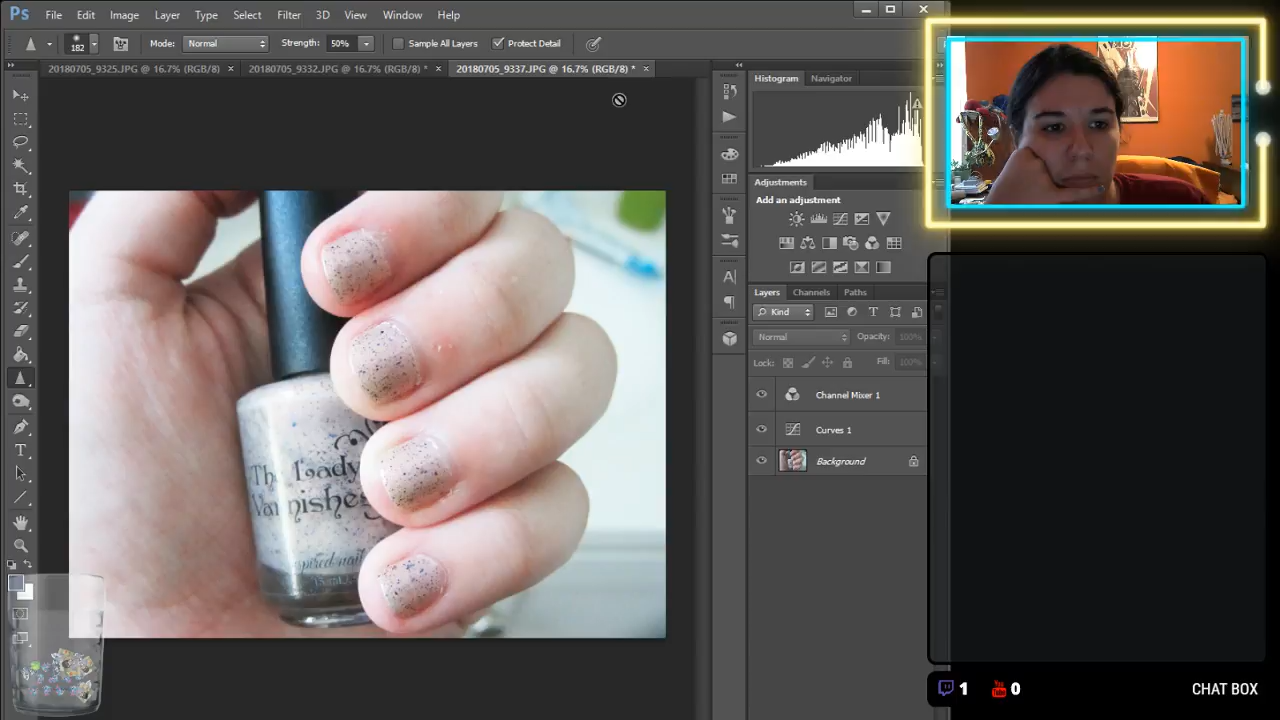 Ps File Edit Image Layer Type Select Filter 3D View Window Help
182 Mode: Normal Strength: 50% Sample All Layers Protect Detail
20180705_9325.JPG @ 16.7% (RGB/8) × 20180705_9332.JPG @ 16.7% (RGB/8) * × 20180705_9337.JPG @ 16.7% (RGB/8) * ×
Histogram Navigator
Adjustments
Add an adjustment
Layers Channels Paths
Kind
Normal Opacity: 100%
Lock: Fill: 100%
Channel Mixer 1
Curves 1
Background
The Lady
Vanishes
1 0 CHAT BOX